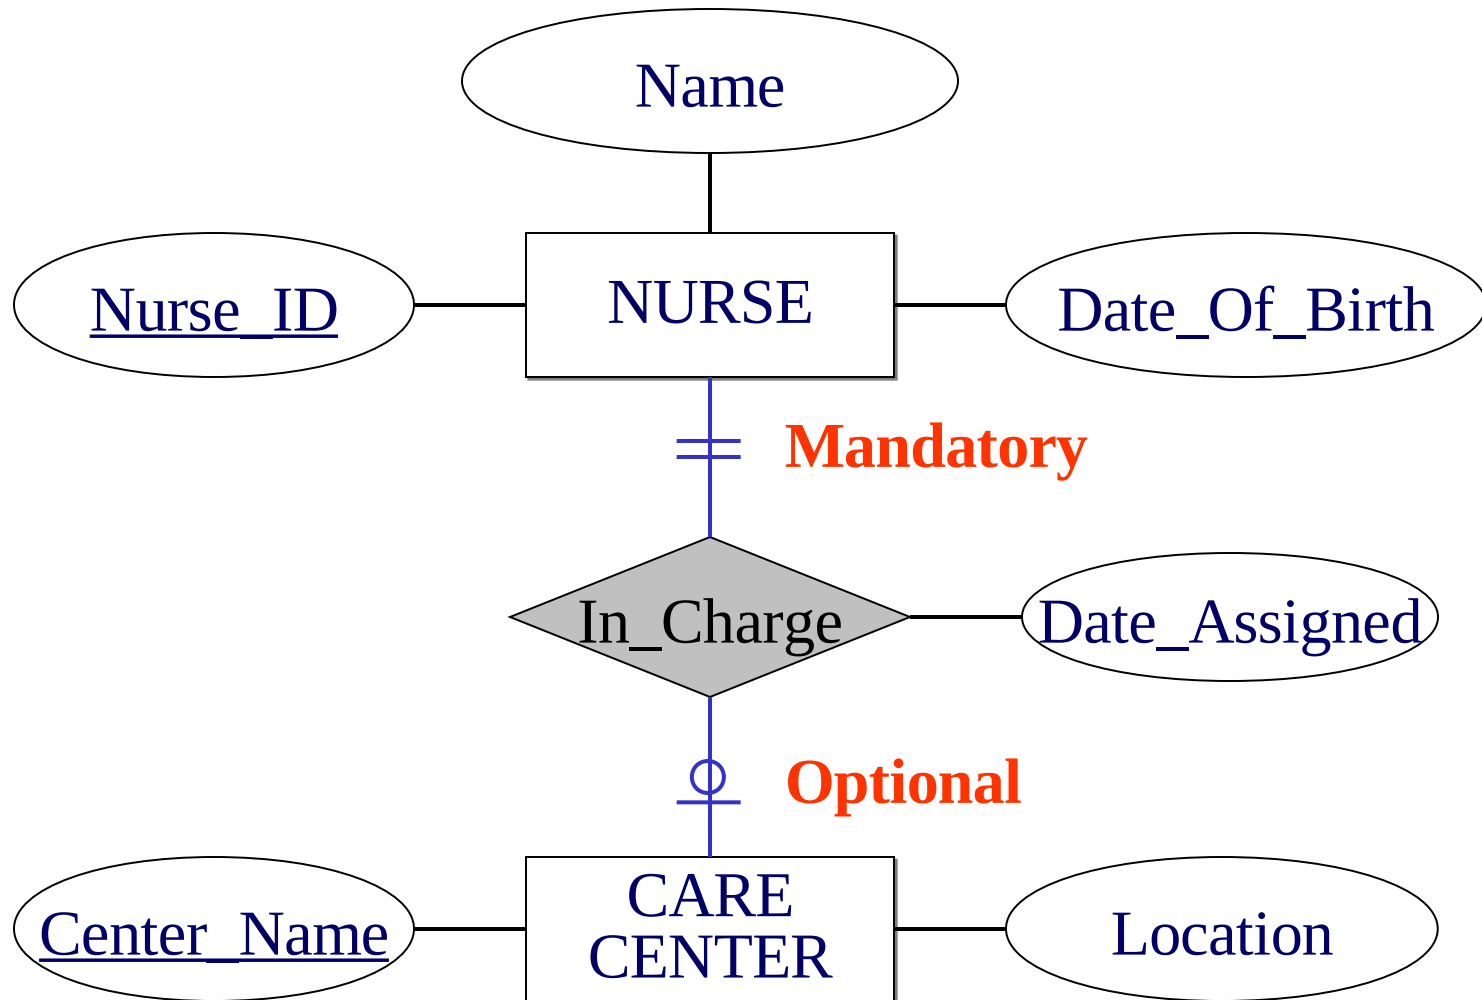 Name
Nurse_ID
NURSE
Date_Of_Birth
Mandatory
In_Charge
Date_Assigned
Optional
Center_Name
CARE
CENTER
Location